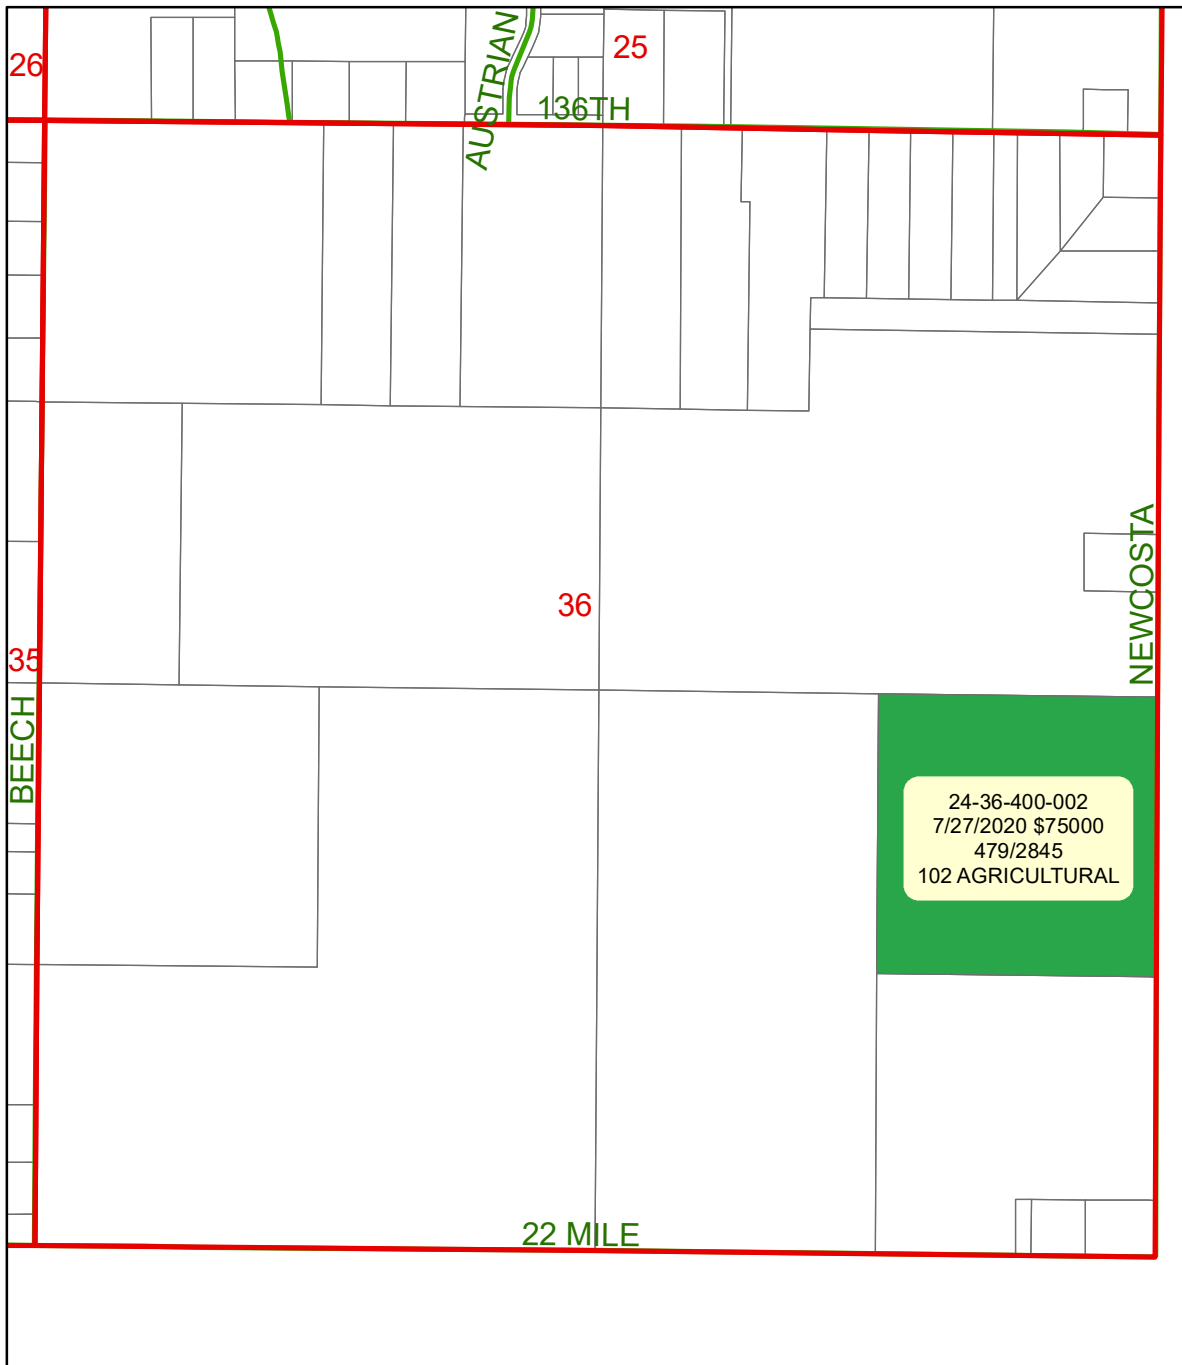 26
AUSTRIAN
25
136TH
NEWCOSTA
36
35
BEECH
24-36-400-002
7/27/2020 $75000
479/2845
102 AGRICULTURAL
22 MILE